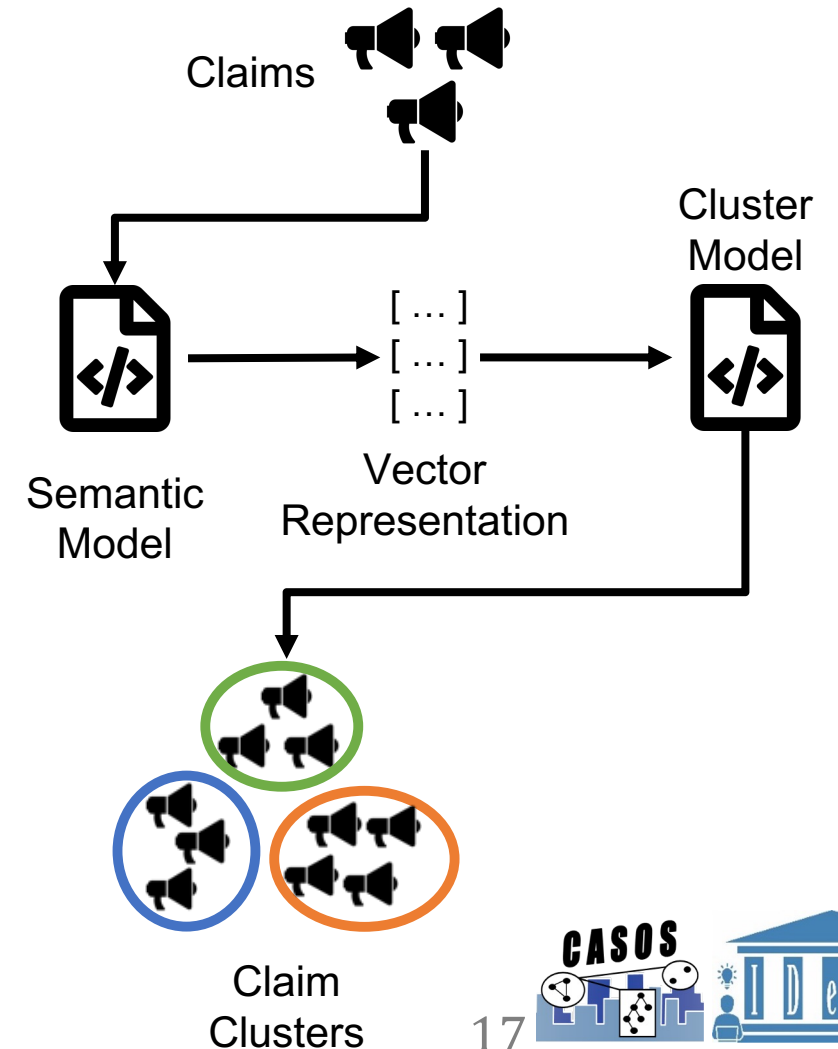 Claims
Cluster
Model
</>
[ ... ]
[ ... ]
[ ... ]
</>
Semantic
Model
Vector
Representation
Claim
Clusters
17
CASOS
I D e